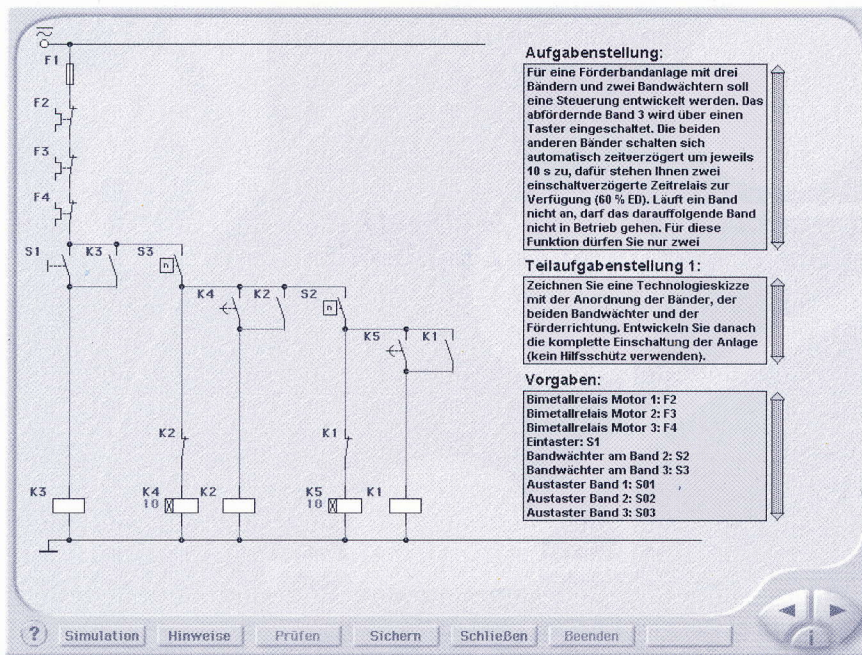 F1
F2
F3
F4
S1
K3
S3
n
K4
K2
S2
n
K5
K1
K2
K1
K3
K4
10
K2
K5
10
K1
Aufgabenstellung:
Für eine Förderbandanlage mit drei
Bändern und zwei Bandwächtern soll
eine Steuerung entwickelt werden. Das
abfördernde Band 3 wird über einen
Taster eingeschaltet. Die beiden
anderen Bänder schalten sich
automatisch zeitverzögert um jeweils
10 s zu, dafür stehen Ihnen zwei
einschaltverzögerte Zeitrelais zur
Verfügung (60 % ED). Läuft ein Band
nicht an, darf das darauffolgende Band
nicht in Betrieb gehen. Für diese
Funktion dürfen Sie nur zwei
Teilaufgabenstellung 1:
Zeichnen Sie eine Technologieskizze
mit der Anordnung der Bänder, der
beiden Bandwächter und der
Förderrichtung. Entwickeln Sie danach
die komplette Einschaltung der Anlage
(kein Hilfsschütz verwenden).
Vorgaben:
Bimetallrelais Motor 1: F2
Bimetallrelais Motor 2: F3
Bimetallrelais Motor 3: F4
Eintaster: S1
Bandwächter am Band 2: S2
Bandwächter am Band 3: S3
Austaster Band 1: S01
Austaster Band 2: S02
Austaster Band 3: S03
? Simulation Hinweise Prüfen Sichern Schließen Beenden
i